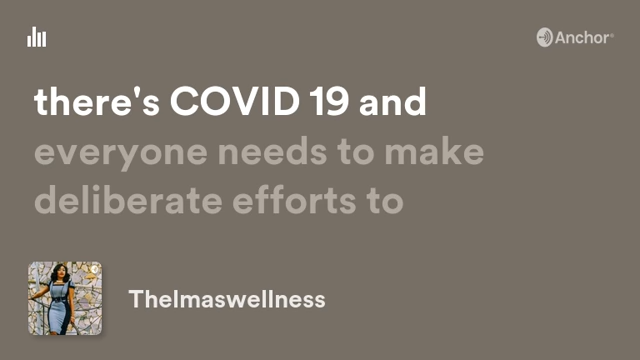 Anchor
there's COVID 19 and
everyone needs to make
deliberate efforts to
Thelmaswellness